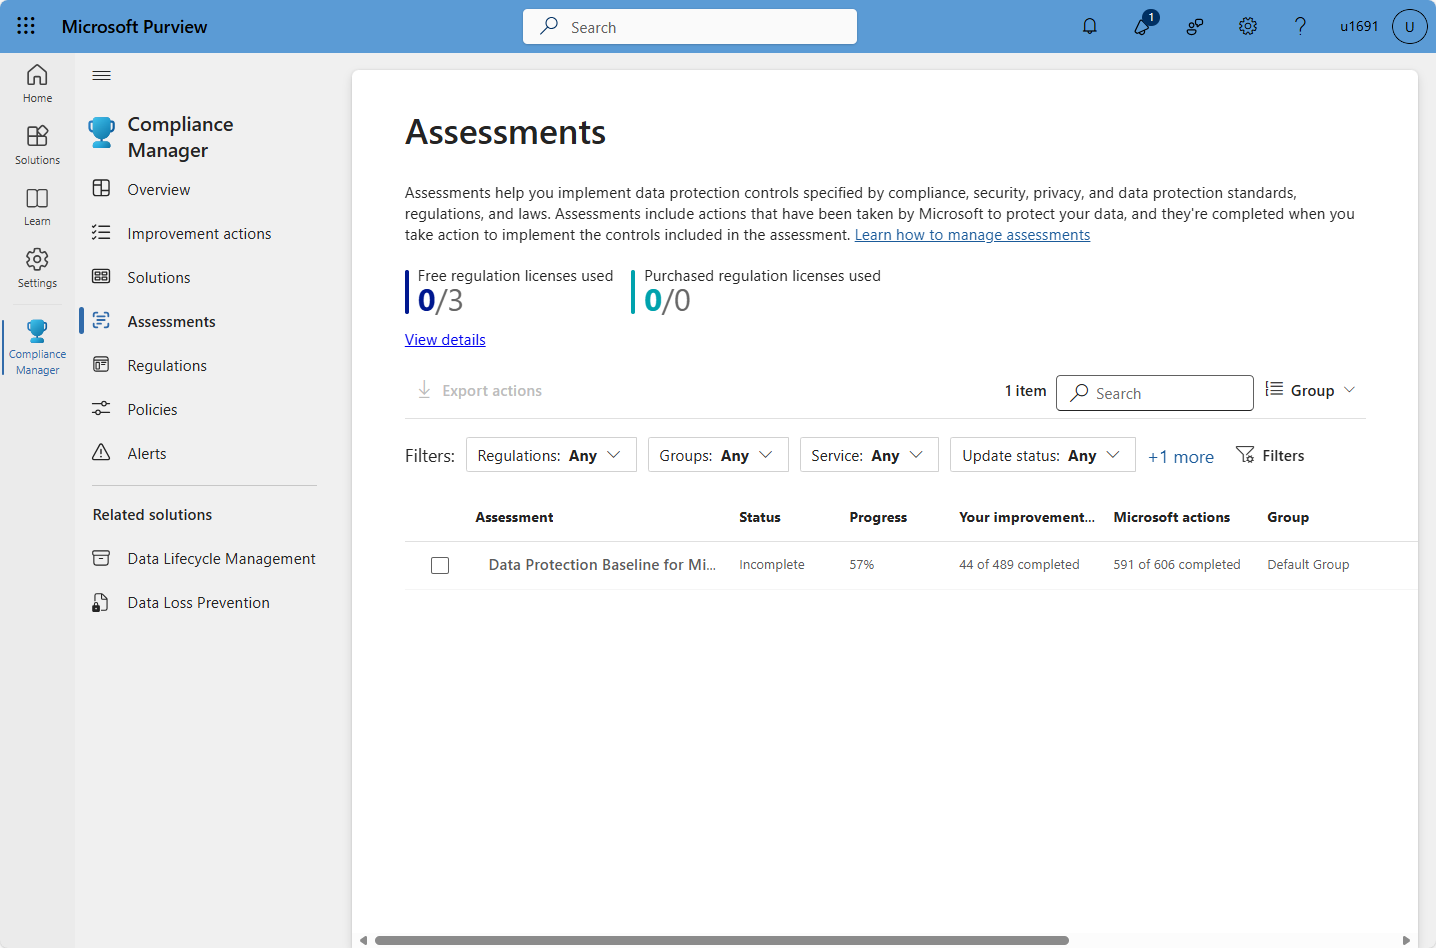 Microsoft Purview
Search
1
u1691
U
Home
Solutions
Learn
Settings
Compliance
Manager
Compliance
Manager
Overview
Improvement actions
Solutions
Assessments
Regulations
Policies
Alerts
Related solutions
Data Lifecycle Management
Data Loss Prevention
Assessments
Assessments help you implement data protection controls specified by compliance, security, privacy, and data protection standards,
regulations, and laws. Assessments include actions that have been taken by Microsoft to protect your data, and they're completed when you
take action to implement the controls included in the assessment. Learn how to manage assessments
Free regulation licenses used
0/3
Purchased regulation licenses used
0/0
View details
Export actions
1 item
Search
Group
Filters:
Regulations: Any
Groups: Any
Service: Any
Update status: Any
+1 more
Filters
Assessment Status Progress Your improvement... Microsoft actions Group
Data Protection Baseline for Mi... Incomplete 57% 44 of 489 completed 591 of 606 completed Default Group